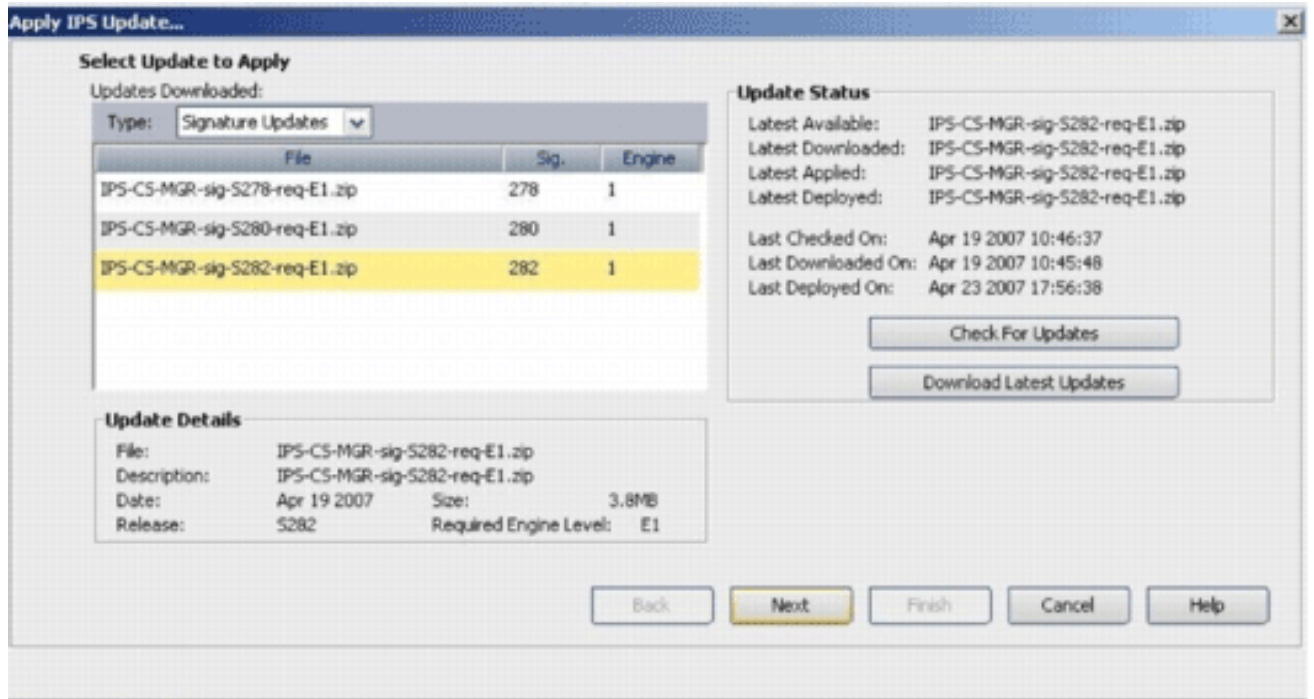 Apply IPS Update...
Select Update to Apply
Updates Downloaded:
Type: Signature Updates
File Sig. Engine
IPS-CS-MGR-sig-S278-req-E1.zip 278 1
IPS-CS-MGR-sig-S280-req-E1.zip 280 1
IPS-CS-MGR-sig-S282-req-E1.zip 282 1
Update Status
Latest Available: IPS-CS-MGR-sig-S282-req-E1.zip
Latest Downloaded: IPS-CS-MGR-sig-S282-req-E1.zip
Latest Applied: IPS-CS-MGR-sig-S282-req-E1.zip
Latest Deployed: IPS-CS-MGR-sig-S282-req-E1.zip
Last Checked On: Apr 19 2007 10:46:37
Last Downloaded On: Apr 19 2007 10:45:48
Last Deployed On: Apr 23 2007 17:56:38
Check For Updates
Download Latest Updates
Update Details
File: IPS-CS-MGR-sig-S282-req-E1.zip
Description: IPS-CS-MGR-sig-S282-req-E1.zip
Date: Apr 19 2007 Size: 3.8MB
Release: S282 Required Engine Level: E1
Back Next Finish Cancel Help